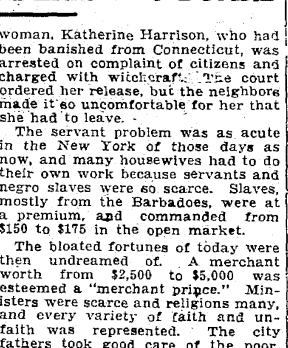 woman, Katherine Harrison, who had
been banished from Connecticut, was
arrested on complaint of citizens and
charged with witchcraft. The court
ordered her release, but the neighbors
made it so uncomfortable for her that
she had to leave.
The servant problem was as acute
in the New York of those days as
now, and many housewives had to do
their own work because servants and
negro slaves were so scarce. Slaves,
mostly from the Barbadoes, were at
a premium, and commanded from
$150 to $175 in the open market.
The bloated fortunes of today were
then undreamed of. A merchant
worth from $2,500 to $5,000 was
esteemed a "merchant prince." Min-
isters were scarce and religions many,
and every variety of faith and un-
faith was represented. The city
fathers took good care of the poor